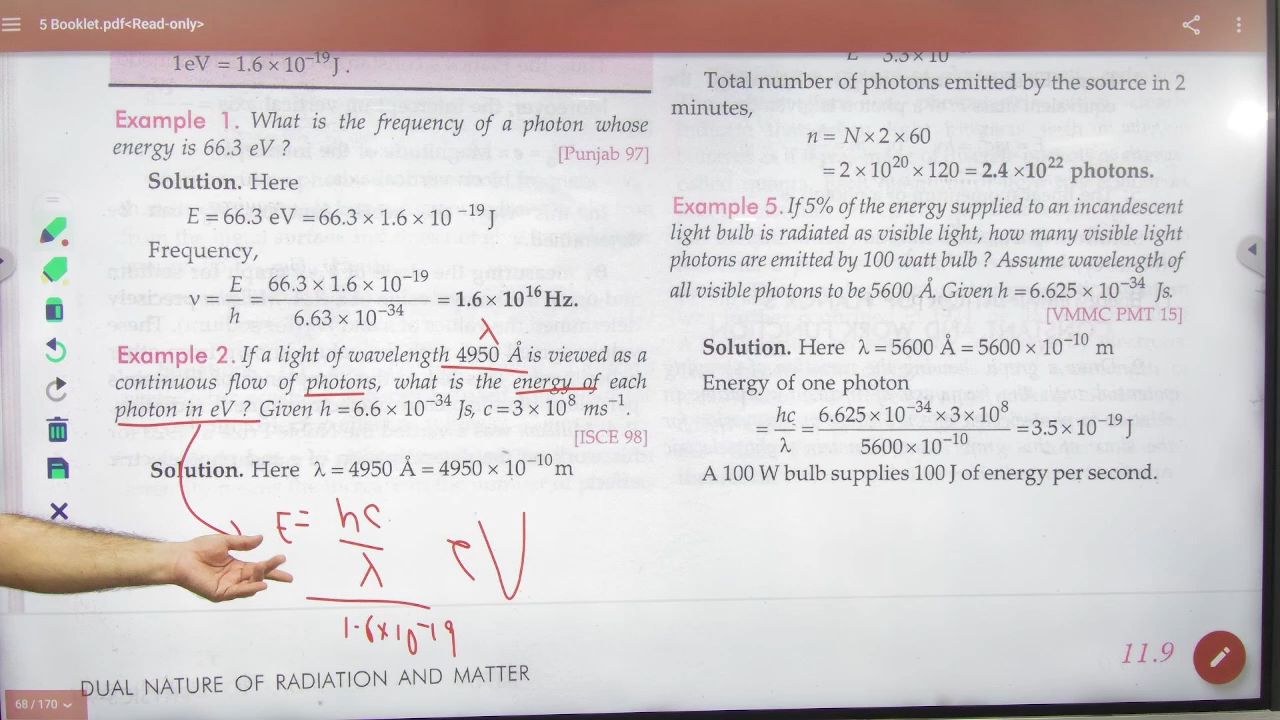 5 Booklet.pdf<Read-only>
1 eV = 1.6 × 10⁻¹⁹ J .
Example 1. What is the frequency of a photon whose
energy is 66.3 eV ?
[Punjab 97]
Solution. Here
E = 66.3 eV = 66.3 × 1.6 × 10⁻¹⁹ J
Frequency,
ν = E/h = 66.3 × 1.6 × 10⁻¹⁹ / 6.63 × 10⁻³⁴ = 1.6 × 10¹⁶ Hz.
λ
Example 2. If a light of wavelength 4950 Å is viewed as a
continuous flow of photons, what is the energy of each
photon in eV ? Given h = 6.6 × 10⁻³⁴ Js, c = 3 × 10⁸ ms⁻¹.
[ISCE 98]
Solution. Here λ = 4950 Å = 4950 × 10⁻¹⁰ m
E = hc
λ
eV
1.6×10⁻¹⁹
DUAL NATURE OF RADIATION AND MATTER
68 / 170
Total number of photons emitted by the source in 2
minutes,
n = N × 2 × 60
= 2 × 10²⁰ × 120 = 2.4 × 10²² photons.
Example 5. If 5% of the energy supplied to an incandescent
light bulb is radiated as visible light, how many visible light
photons are emitted by 100 watt bulb ? Assume wavelength of
all visible photons to be 5600 Å. Given h = 6.625 × 10⁻³⁴ Js.
[VMMC PMT 15]
Solution. Here λ = 5600 Å = 5600 × 10⁻¹⁰ m
Energy of one photon
= hc/λ = 6.625 × 10⁻³⁴ × 3 × 10⁸ / 5600 × 10⁻¹⁰ = 3.5 × 10⁻¹⁹ J
A 100 W bulb supplies 100 J of energy per second.
11.9